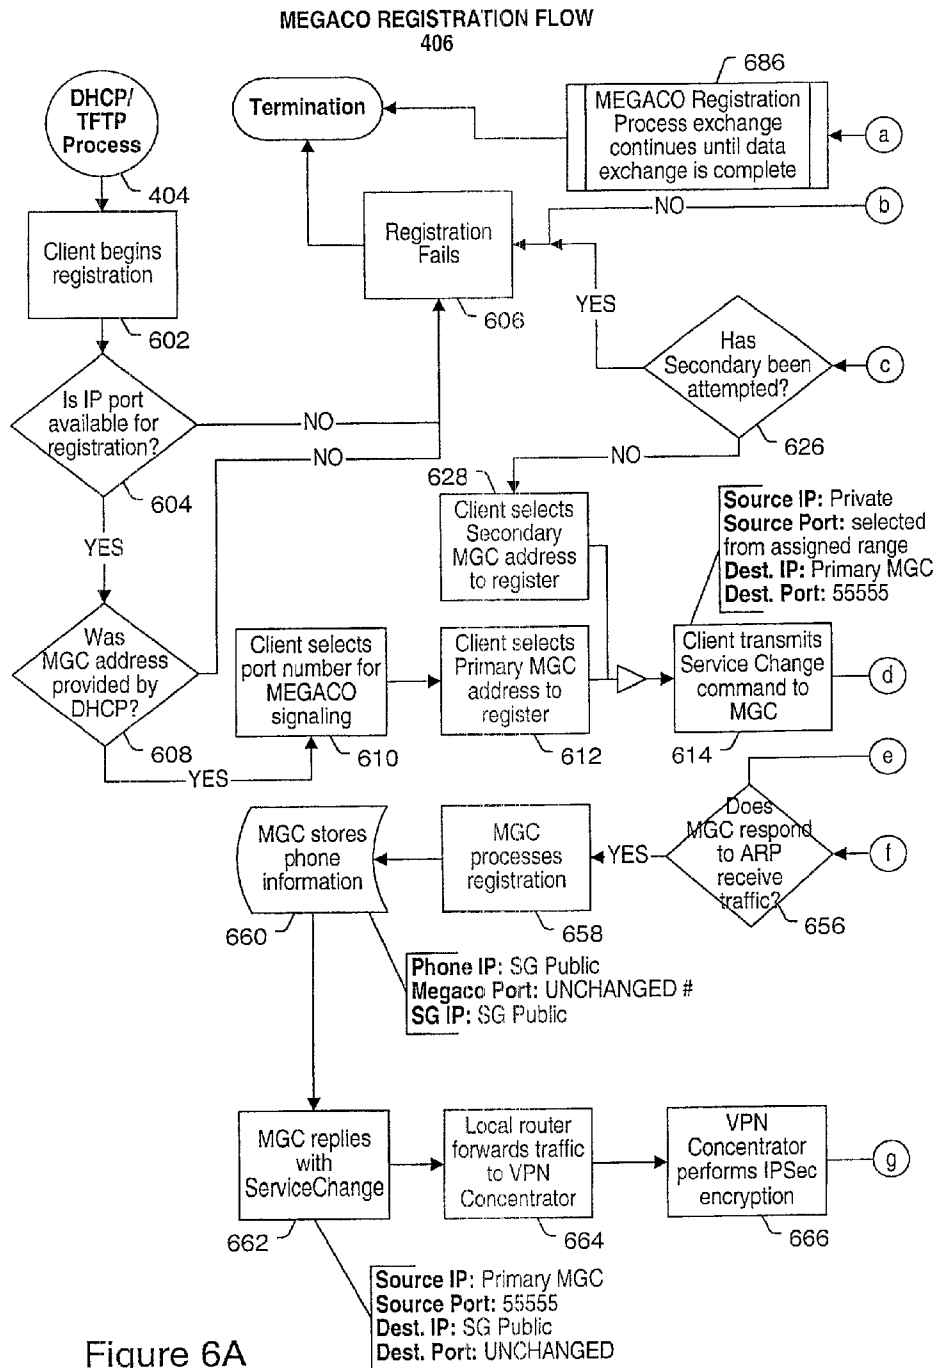 MEGACO REGISTRATION FLOW
406
DHCP/
TFTP
Process
404
Termination
686
MEGACO Registration
Process exchange
continues until data
exchange is complete
a
b
NO
Client begins
registration
602
Registration
Fails
606
YES
Has
Secondary been
attempted?
626
c
Is IP port
available for
registration?
604
NO
NO
NO
YES
628
Client selects
Secondary
MGC address
to register
Source IP: Private
Source Port: selected
from assigned range
Dest. IP: Primary MGC
Dest. Port: 55555
Was
MGC address
provided by
DHCP?
608
YES
Client selects
port number for
MEGACO
signaling
610
Client selects
Primary MGC
address to
register
612
Client transmits
Service Change
command to
MGC
614
d
e
MGC stores
phone
information
660
MGC
processes
registration
658
YES
Does
MGC respond
to ARP
receive
traffic?
656
f
Phone IP: SG Public
Megaco Port: UNCHANGED #
SG IP: SG Public
MGC replies
with
ServiceChange
662
Local router
forwards traffic
to VPN
Concentrator
664
VPN
Concentrator
performs IPSec
encryption
666
g
Source IP: Primary MGC
Source Port: 55555
Dest. IP: SG Public
Dest. Port: UNCHANGED
Figure 6A